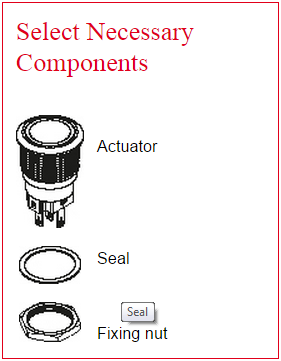 Select Necessary
Components
Actuator
Seal
Seal
Fixing nut